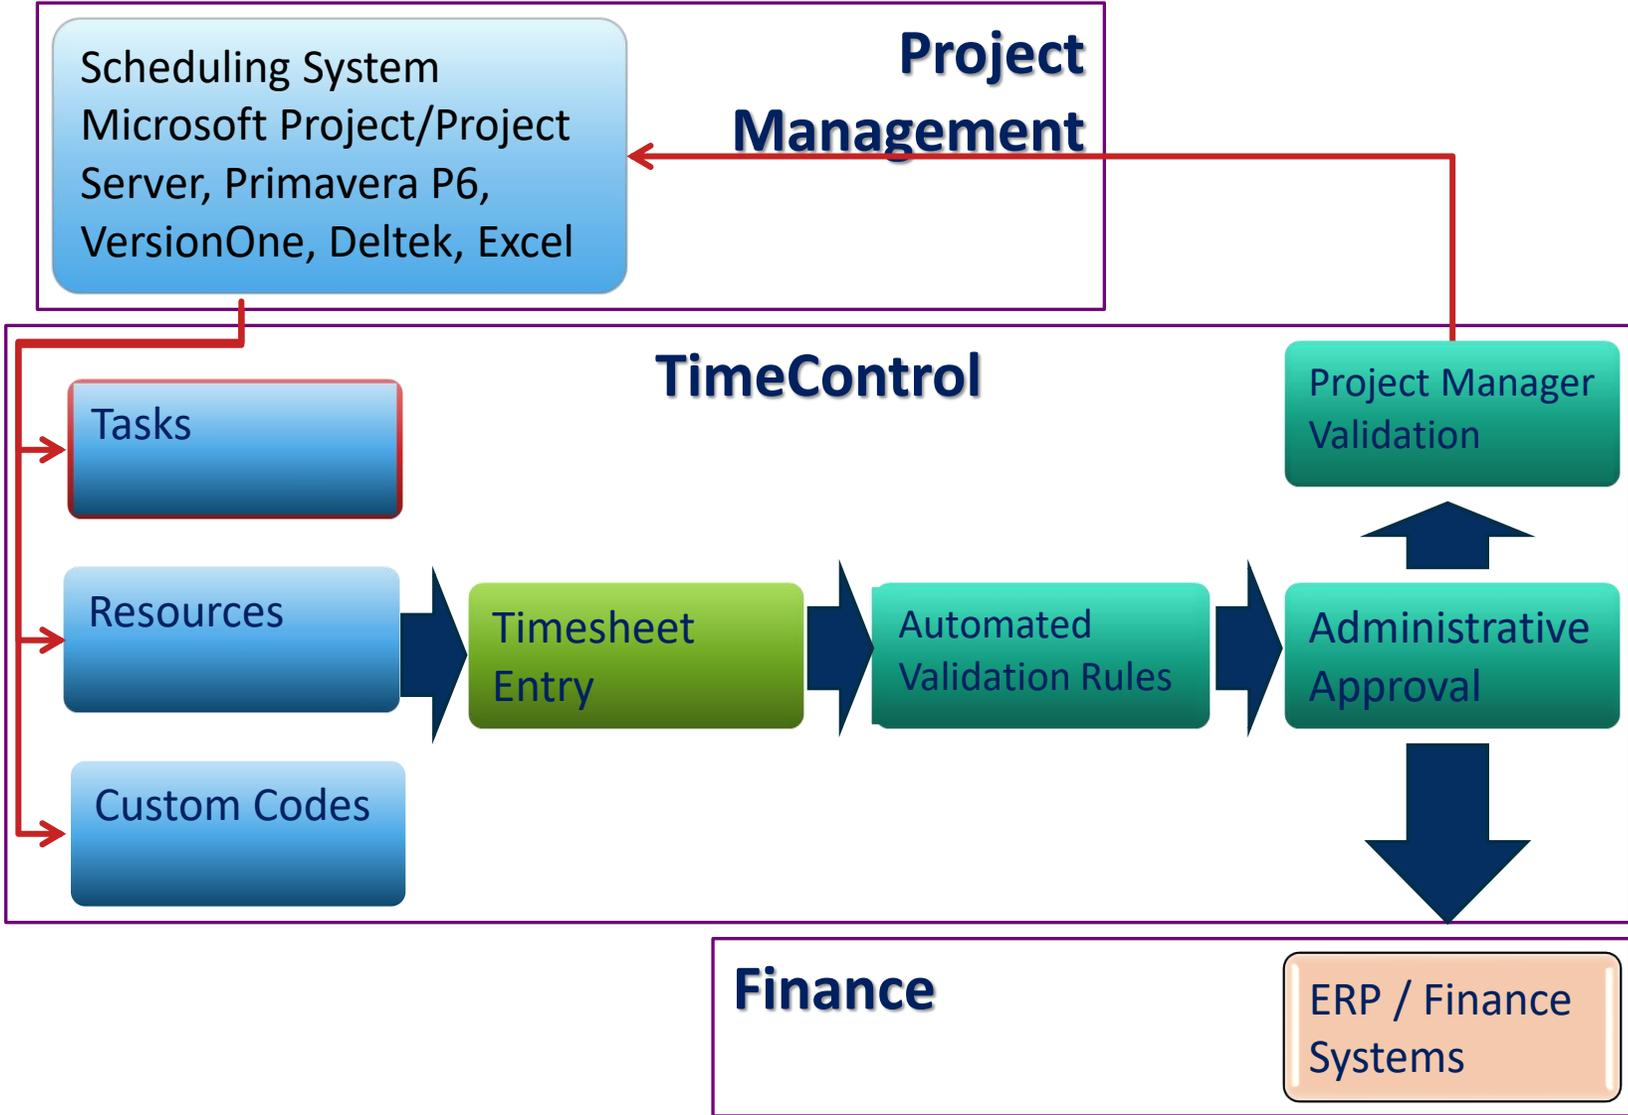 Project
Management
Scheduling System
Microsoft Project/Project
Server, Primavera P6,
VersionOne, Deltek, Excel
TimeControl
Tasks
Resources
Custom Codes
Timesheet
Entry
Automated
Validation Rules
Administrative
Approval
Project Manager
Validation
Finance
ERP / Finance
Systems